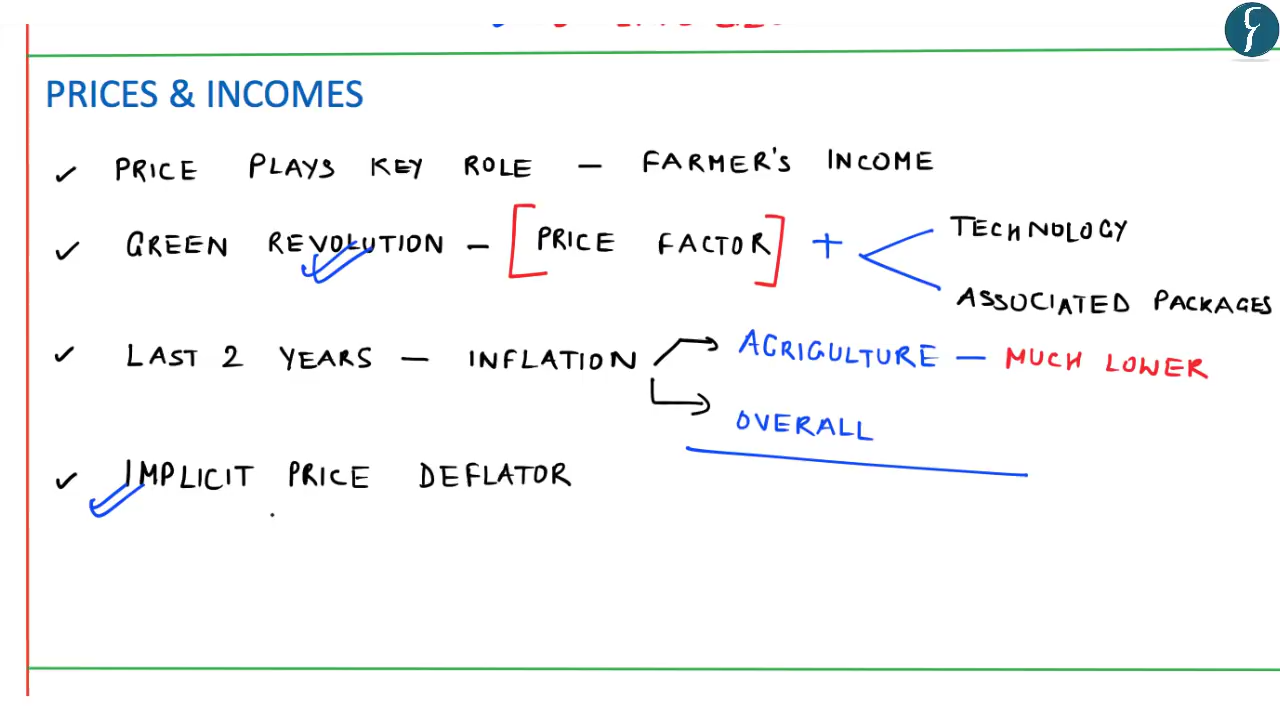 PRICES & INCOMES
✓ PRICE PLAYS KEY ROLE — FARMER'S INCOME
✓ GREEN REVOLUTION — [PRICE FACTOR] + TECHNOLOGY
ASSOCIATED PACKAGES
✓ LAST 2 YEARS — INFLATION → AGRIGULTURE — MUCH LOWER
→ OVERALL
✓ IMPLICIT PRICE DEFLATOR